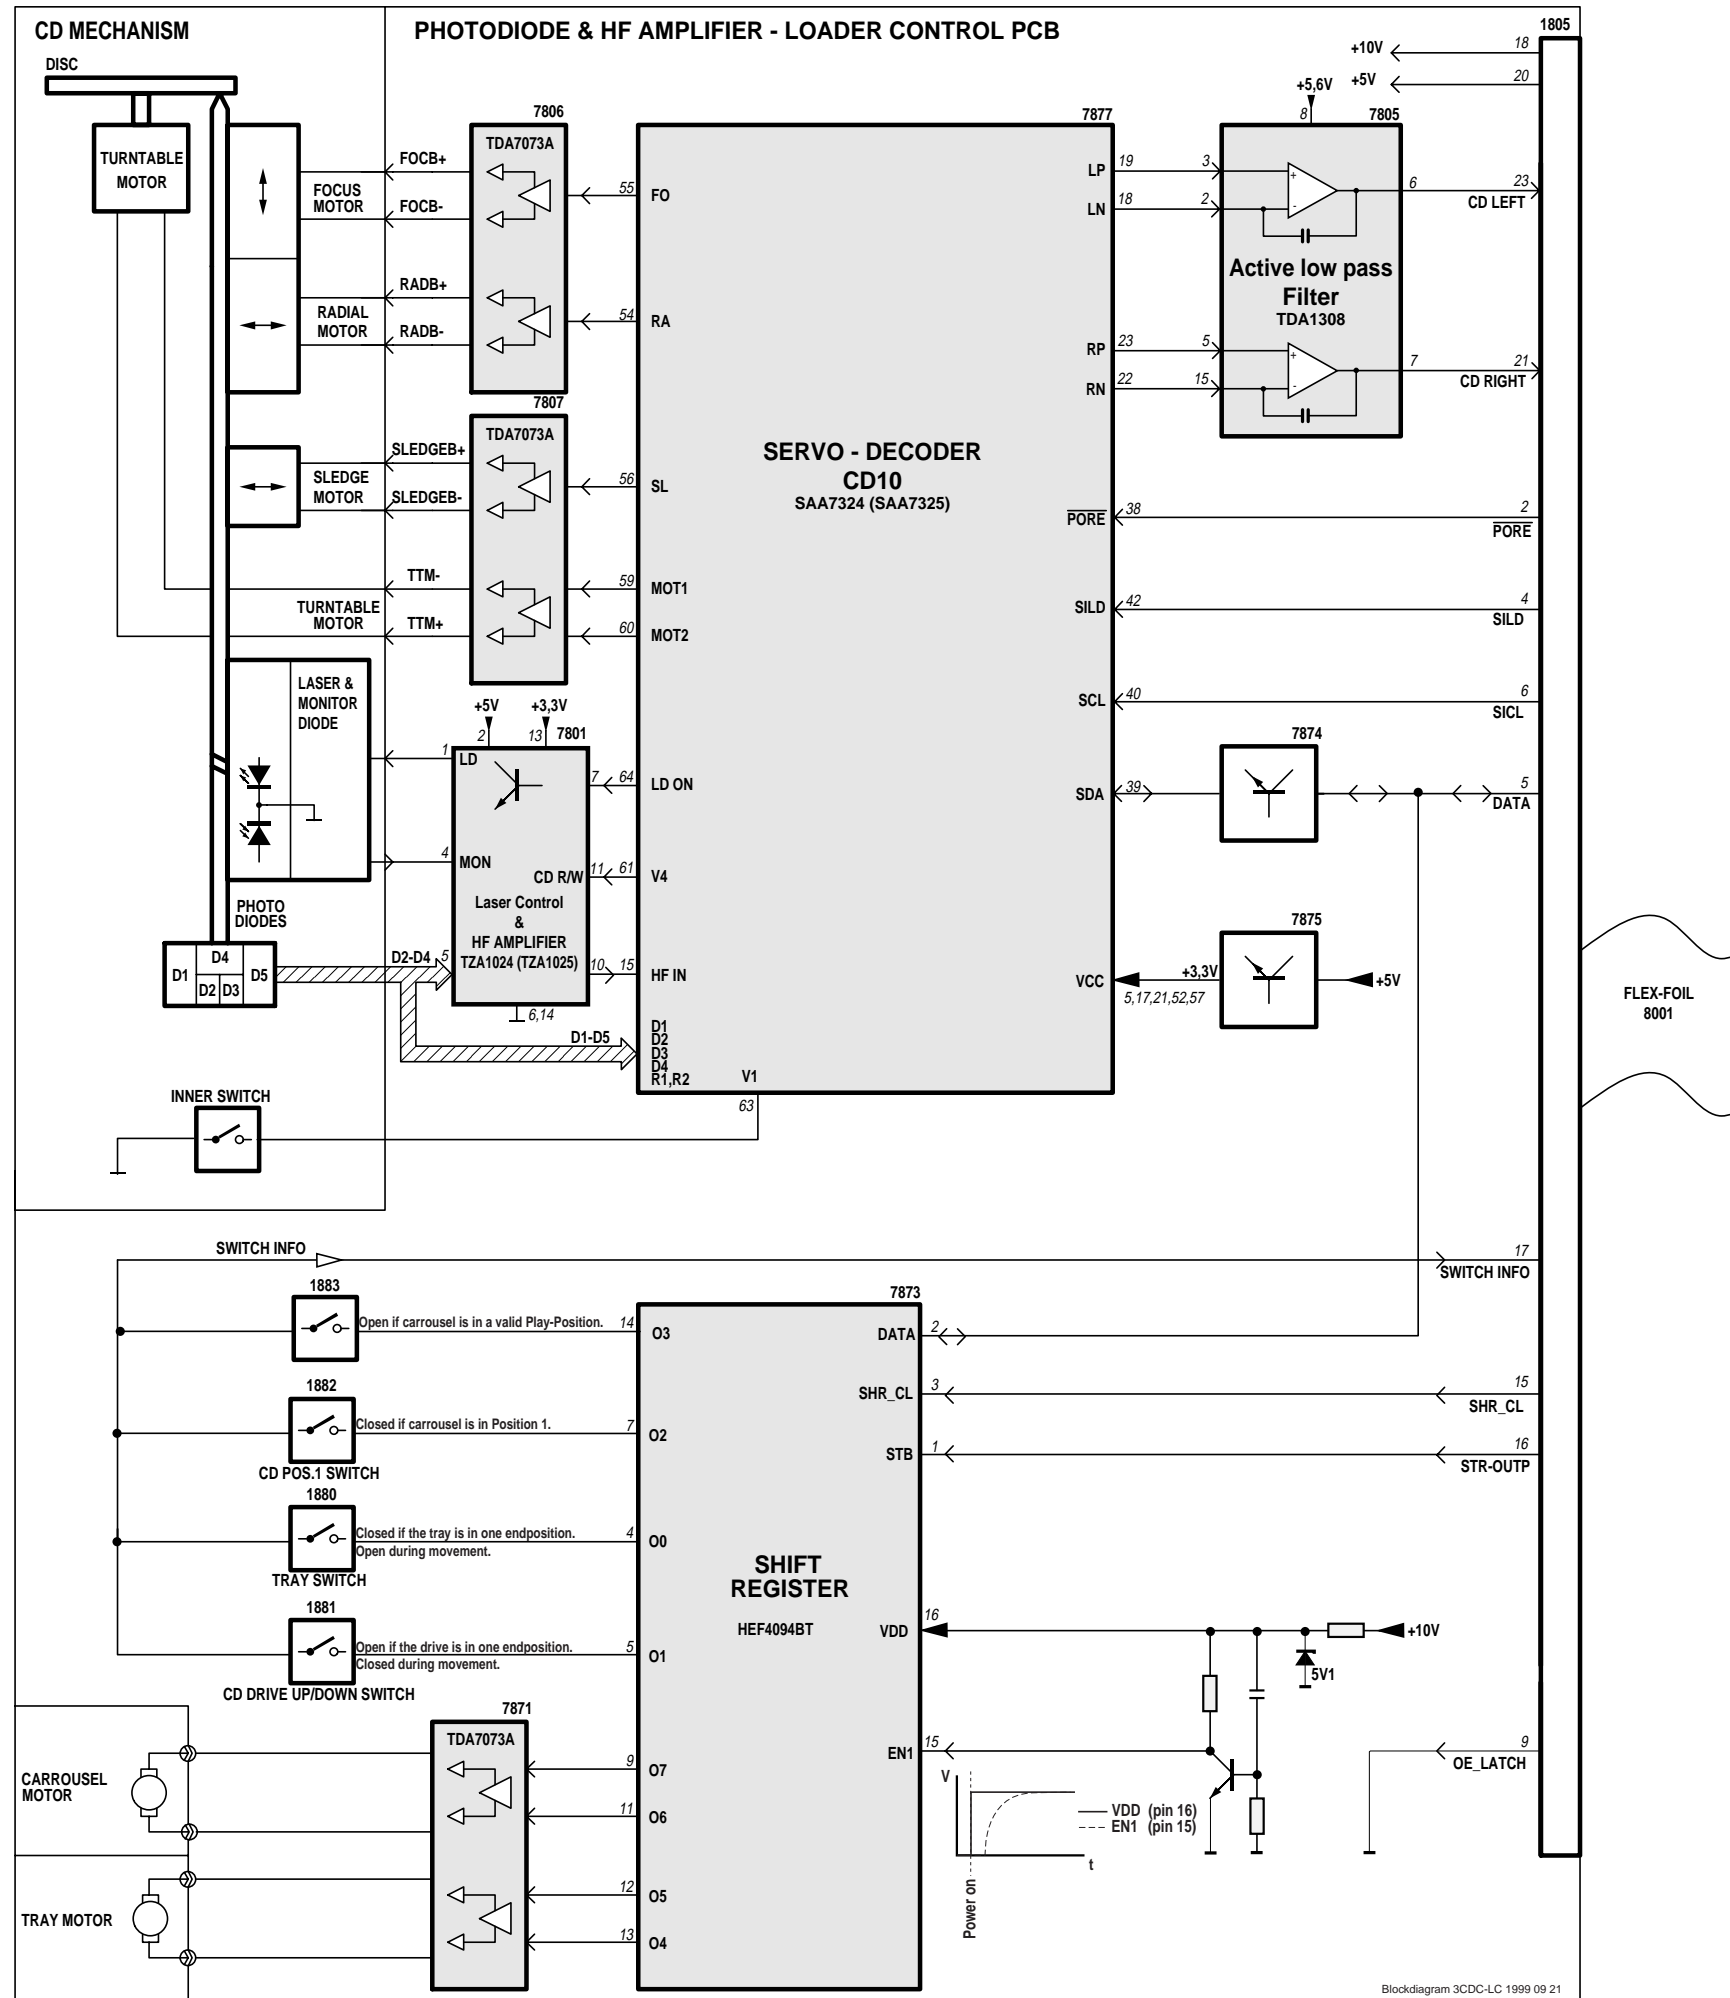 CD MECHANISM
PHOTODIODE & HF AMPLIFIER - LOADER CONTROL PCB
1805
DISC
+10V
18
+5V
20
+5,6V
8
7805
7806
TDA7073A
7877
TURNTABLE
MOTOR
FOCUS
MOTOR
FOCB+
FOCB-
55
FO
LP
19
3
LN
18
2
+
-
6
23
CD LEFT
Active low pass
Filter
TDA1308
RADIAL
MOTOR
RADB+
RADB-
54
RA
RP
23
5
RN
22
15
+
-
7
21
CD RIGHT
7807
TDA7073A
SLEDGE
MOTOR
SLEDGEB+
SLEDGEB-
56
SL
SERVO - DECODER
CD10
SAA7324 (SAA7325)
PORE
38
2
PORE
TTM-
TURNTABLE
MOTOR
TTM+
59
MOT1
60
MOT2
SILD
42
4
SILD
LASER &
MONITOR
DIODE
+5V
+3,3V
2
13
7801
SCL
40
6
SICL
1
LD
7
64
LD ON
7874
SDA
39
5
DATA
4
MON
CD R/W
11
61
V4
Laser Control
&
HF AMPLIFIER
TZA1024 (TZA1025)
PHOTO
DIODES
D1
D4
D2
D3
D5
D2-D4
5
10
15
HF IN
6,14
7875
VCC
+3,3V
5,17,21,52,57
+5V
FLEX-FOIL
8001
D1-D5
D1
D2
D3
D4
R1,R2
V1
63
INNER SWITCH
SWITCH INFO
17
SWITCH INFO
1883
Open if carrousel is in a valid Play-Position.
14
O3
7873
DATA
2
1882
Closed if carrousel is in Position 1.
7
O2
CD POS.1 SWITCH
SHR_CL
3
15
SHR_CL
STB
1
16
STR-OUTP
1880
Closed if the tray is in one endposition.
Open during movement.
4
O0
TRAY SWITCH
SHIFT
REGISTER
HEF4094BT
1881
Open if the drive is in one endposition.
Closed during movement.
5
O1
CD DRIVE UP/DOWN SWITCH
VDD
16
+10V
5V1
7871
TDA7073A
CARROUSEL
MOTOR
9
O7
11
O6
EN1
15
9
OE_LATCH
V
VDD (pin 16)
EN1 (pin 15)
t
Power on
TRAY MOTOR
12
O5
13
O4
Blockdiagram 3CDC-LC 1999 09 21